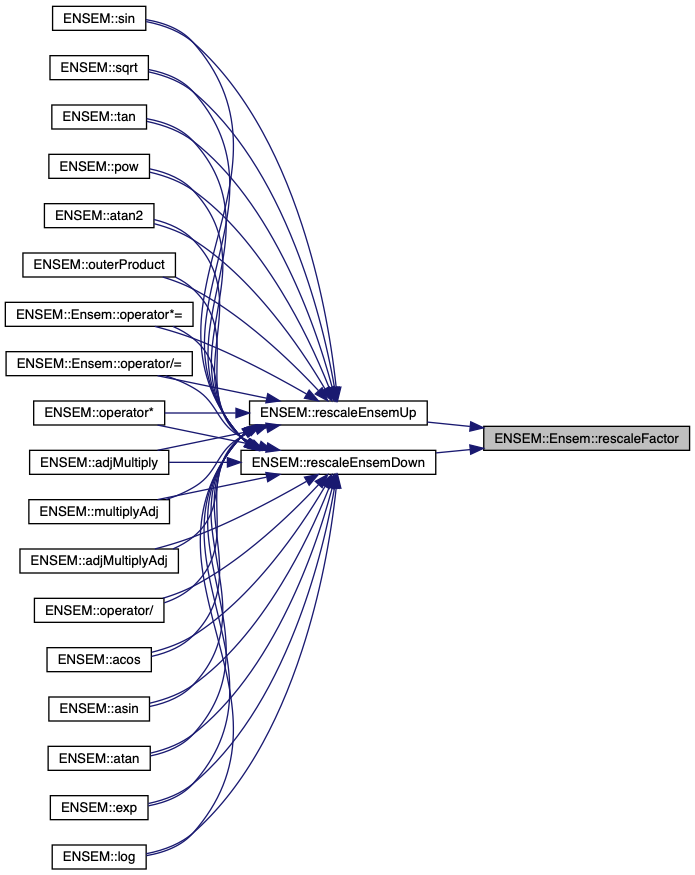 ENSEM::sin
ENSEM::sqrt
ENSEM::tan
ENSEM::pow
ENSEM::atan2
ENSEM::outerProduct
ENSEM::Ensem::operator*=
ENSEM::Ensem::operator/=
ENSEM::operator*
ENSEM::adjMultiply
ENSEM::multiplyAdj
ENSEM::adjMultiplyAdj
ENSEM::operator/
ENSEM::acos
ENSEM::asin
ENSEM::atan
ENSEM::exp
ENSEM::log
ENSEM::rescaleEnsemUp
ENSEM::rescaleEnsemDown
ENSEM::Ensem::rescaleFactor